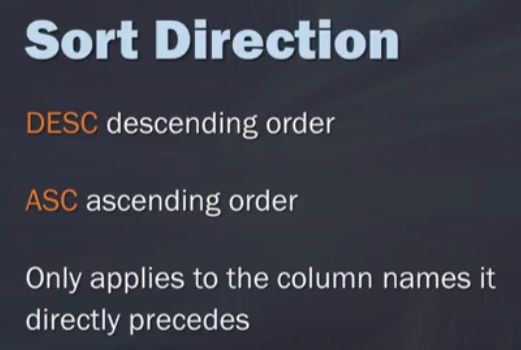 Sort Direction
DESC descending order
ASC ascending order
Only applies to the column names it
directly precedes